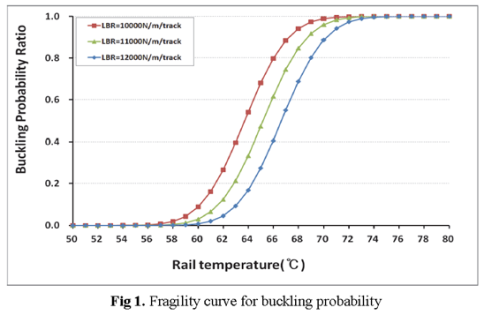 LBR=10000N/m/track
LBR=11000N/m/track
LBR=12000N/m/track
Buckling Probability Ratio
1.0
0.8
0.6
0.4
0.2
0.0
50 52 54 56 58 60 62 64 66 68 70 72 74 76 78 80
Rail temperature(℃)
Fig 1. Fragility curve for buckling probability